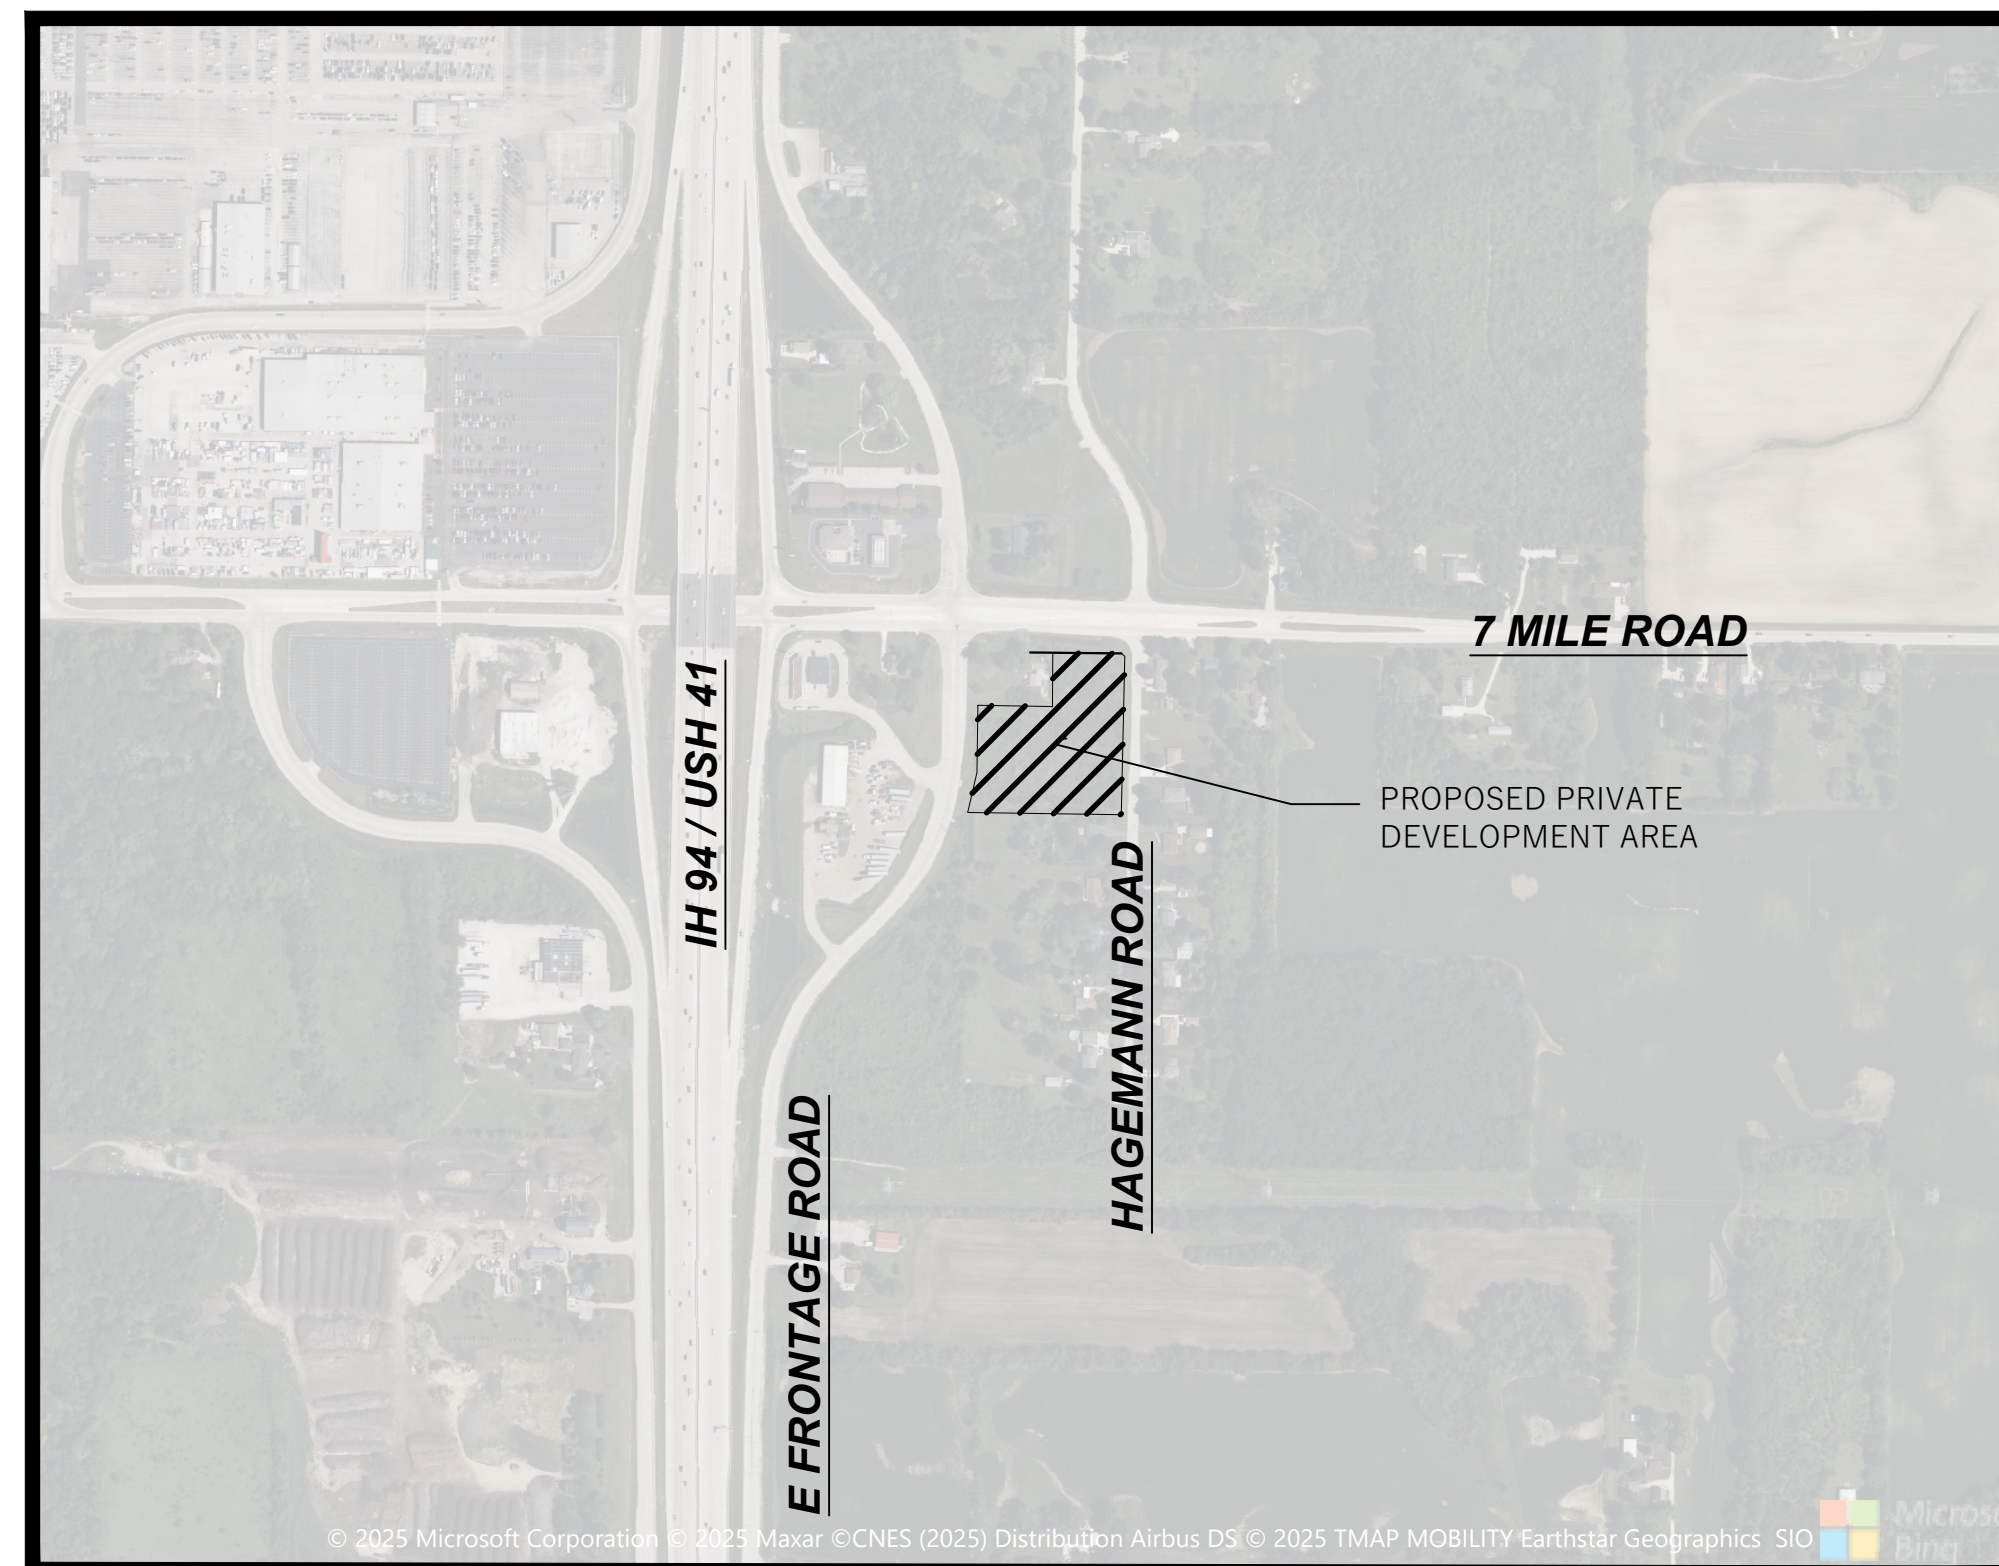 7 MILE ROAD
IH 94 / USH 41
PROPOSED PRIVATE
DEVELOPMENT AREA
HAGEMANN ROAD
E FRONTAGE ROAD
© 2025 Microsoft Corporation © 2025 Maxar ©CNES (2025) Distribution Airbus DS © 2025 TMAP MOBILITY Earthstar Geographics SIO
Bing